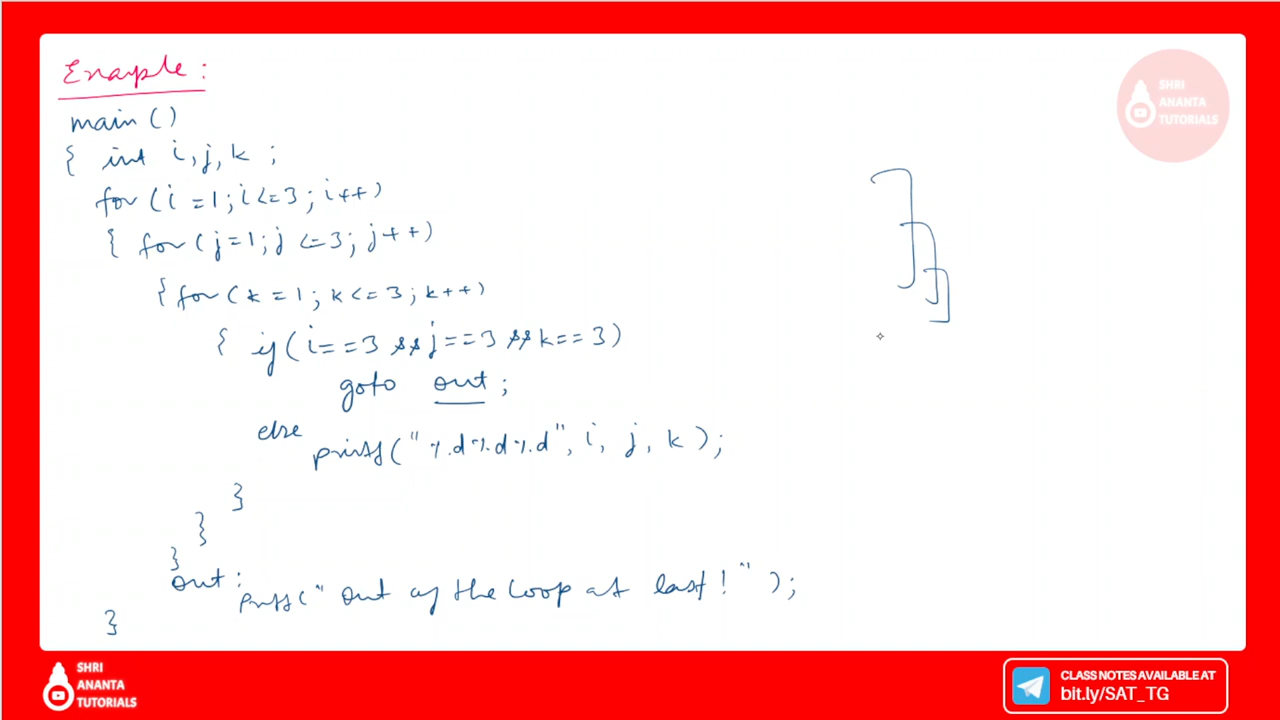 Example:
main ()
{ int i, j, k ;
for (i = 1; i <= 3; i++)
{ for (j = 1; j <= 3; j++)
{ for (k = 1; k <= 3; k++)
{ if (i == 3 && j == 3 && k == 3)
goto out ;
else
printf (" %d %d %d ", i, j, k );
}
}
}
out :
printf (" Out of the loop at last ! " );
}
SHRI
ANANTA
TUTORIALS
SHRI
ANANTA
TUTORIALS
CLASS NOTES AVAILABLE AT
bit.ly/SAT_TG